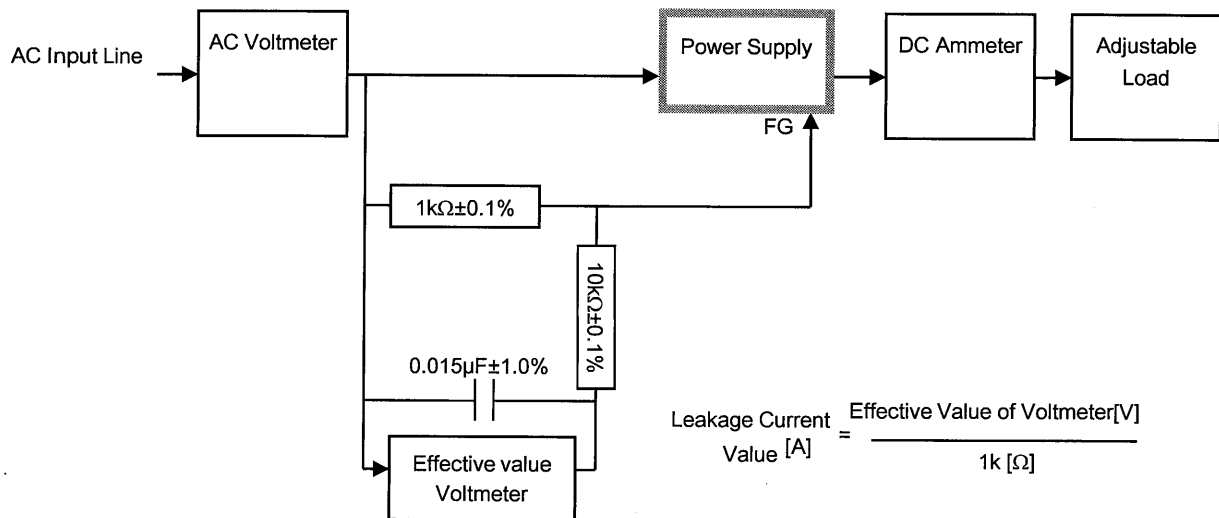 AC Input Line
AC Voltmeter
Power Supply
DC Ammeter
Adjustable
Load
FG
1kΩ±0.1%
10kΩ±0.1%
0.015µF±1.0%
Effective value
Voltmeter
Leakage Current
Value [A]
=
Effective Value of Voltmeter[V]
1k [Ω]